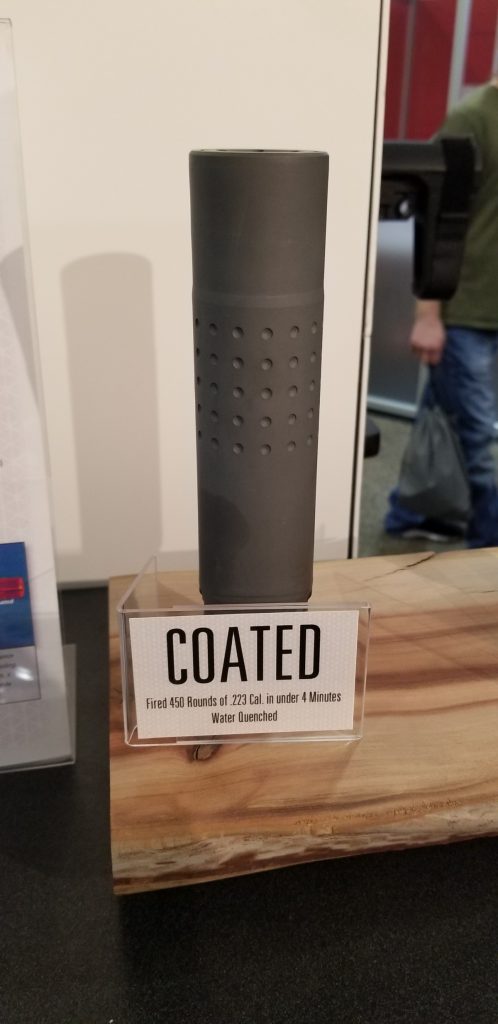 COATED
Fired 450 Rounds of .223 Cal. in under 4 Minutes
Water Quenched